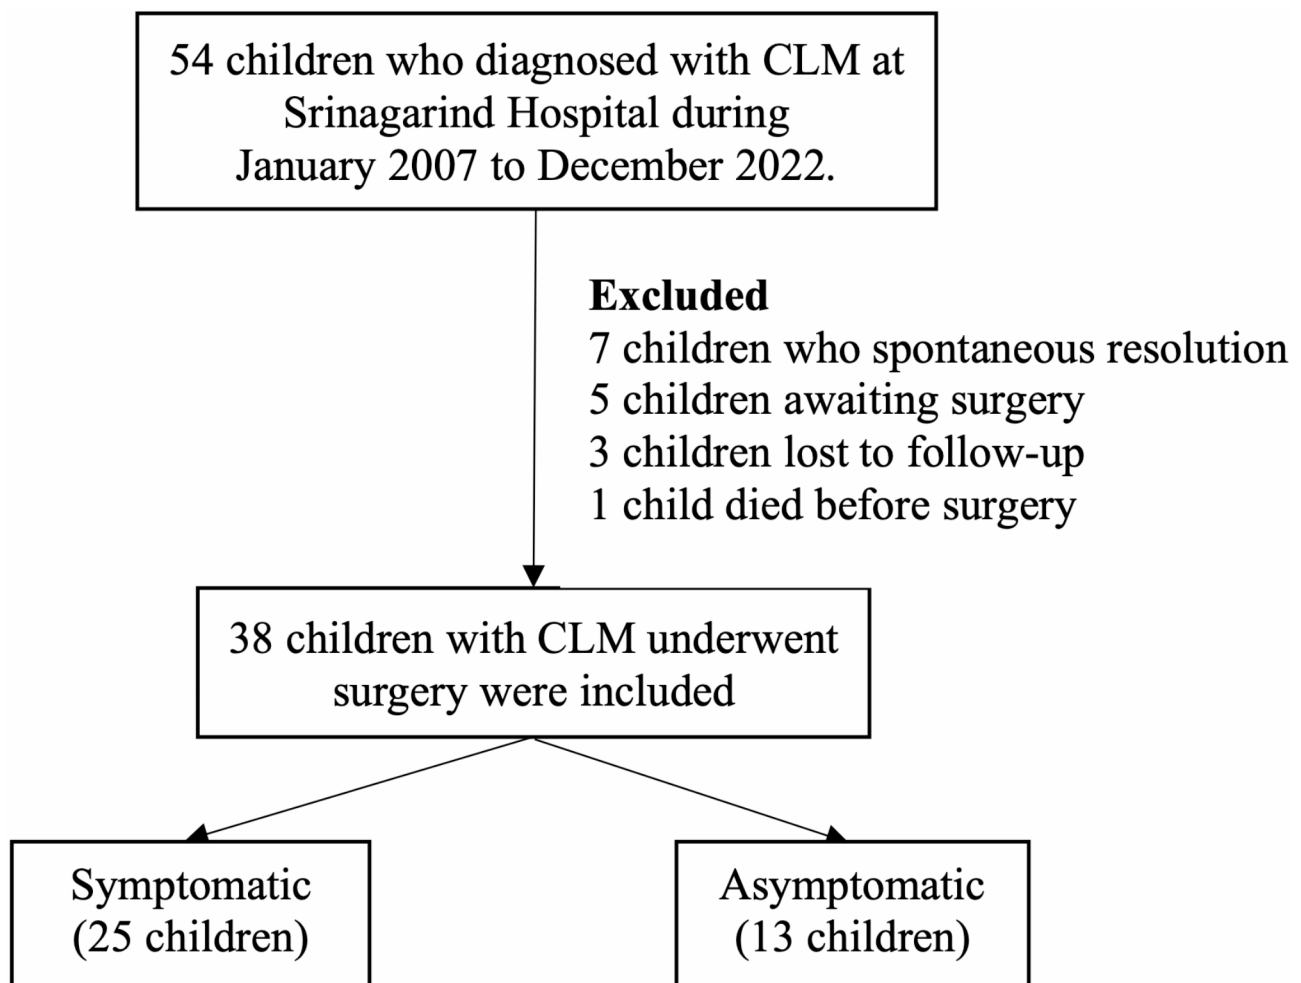 54 children who diagnosed with CLM at
Srinagarind Hospital during
January 2007 to December 2022.
Excluded
7 children who spontaneous resolution
5 children awaiting surgery
3 children lost to follow-up
1 child died before surgery
38 children with CLM underwent
surgery were included
Symptomatic
(25 children)
Asymptomatic
(13 children)